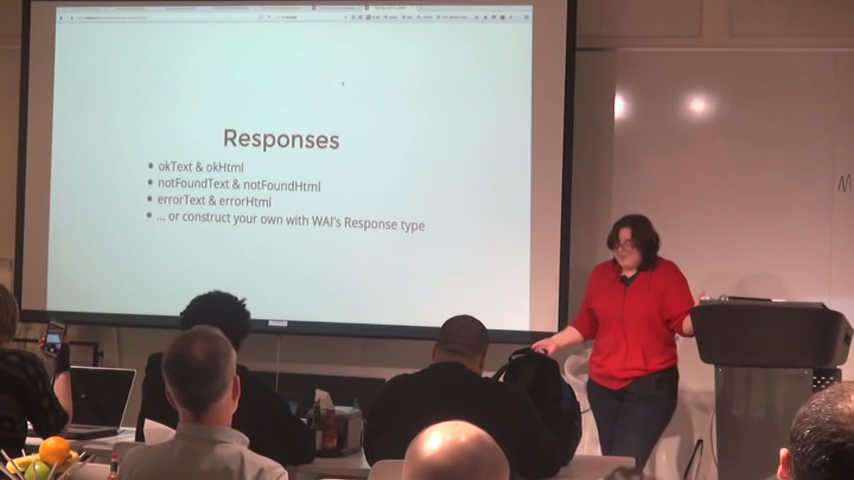 Responses
okText & okHtml
notFoundText & notFoundHtml
errorText & errorHtml
... or construct your own with WAI's Response type